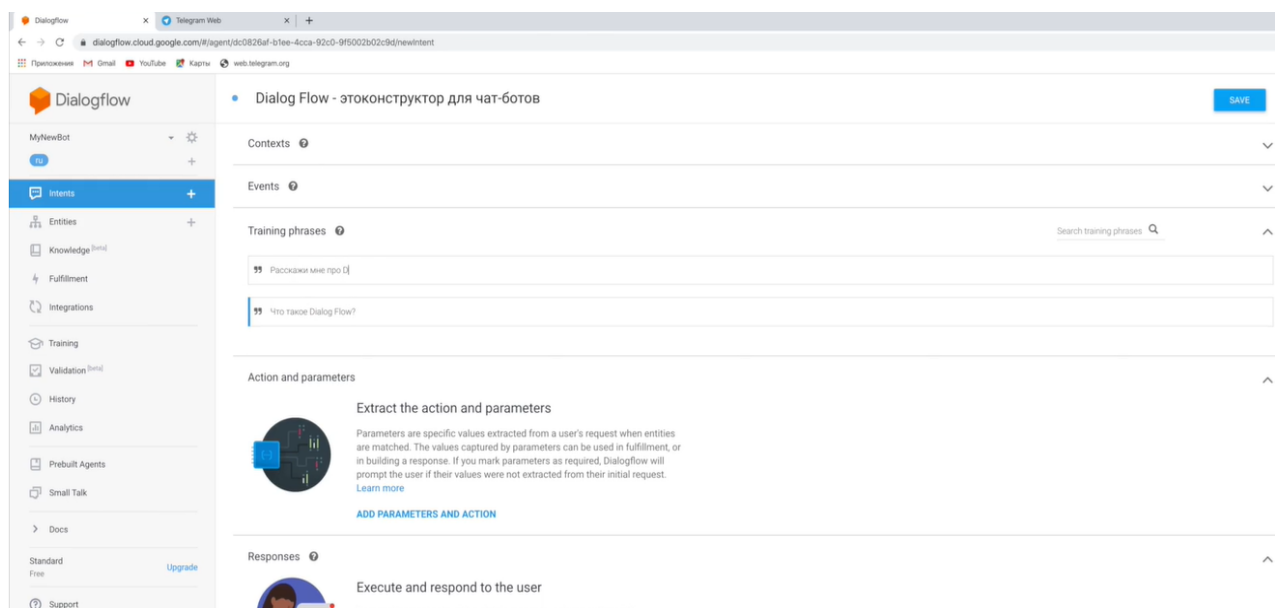 Dialogflow
Telegram Web
dialogflow.cloud.google.com/#/agent/dc0826af-b1ee-4cca-92c0-9f5002b02c9d/newIntent
Приложения Gmail YouTube Карты web.telegram.org
Dialogflow
Dialog Flow - этоконструктор для чат-ботов
SAVE
MyNewBot
ru
Contexts
Intents
Events
Entities
Training phrases
Search training phrases
Knowledge [beta]
Расскажи мне про D
Fulfillment
Integrations
Что такое Dialog Flow?
Training
Validation [beta]
Action and parameters
History
Extract the action and parameters
Analytics
Parameters are specific values extracted from a user's request when entities
are matched. The values captured by parameters can be used in fulfillment, or
in building a response. If you mark parameters as required, Dialogflow will
prompt the user if their values were not extracted from their initial request.
Learn more
Prebuilt Agents
Small Talk
ADD PARAMETERS AND ACTION
Docs
Standard
Free
Upgrade
Responses
Execute and respond to the user
Support